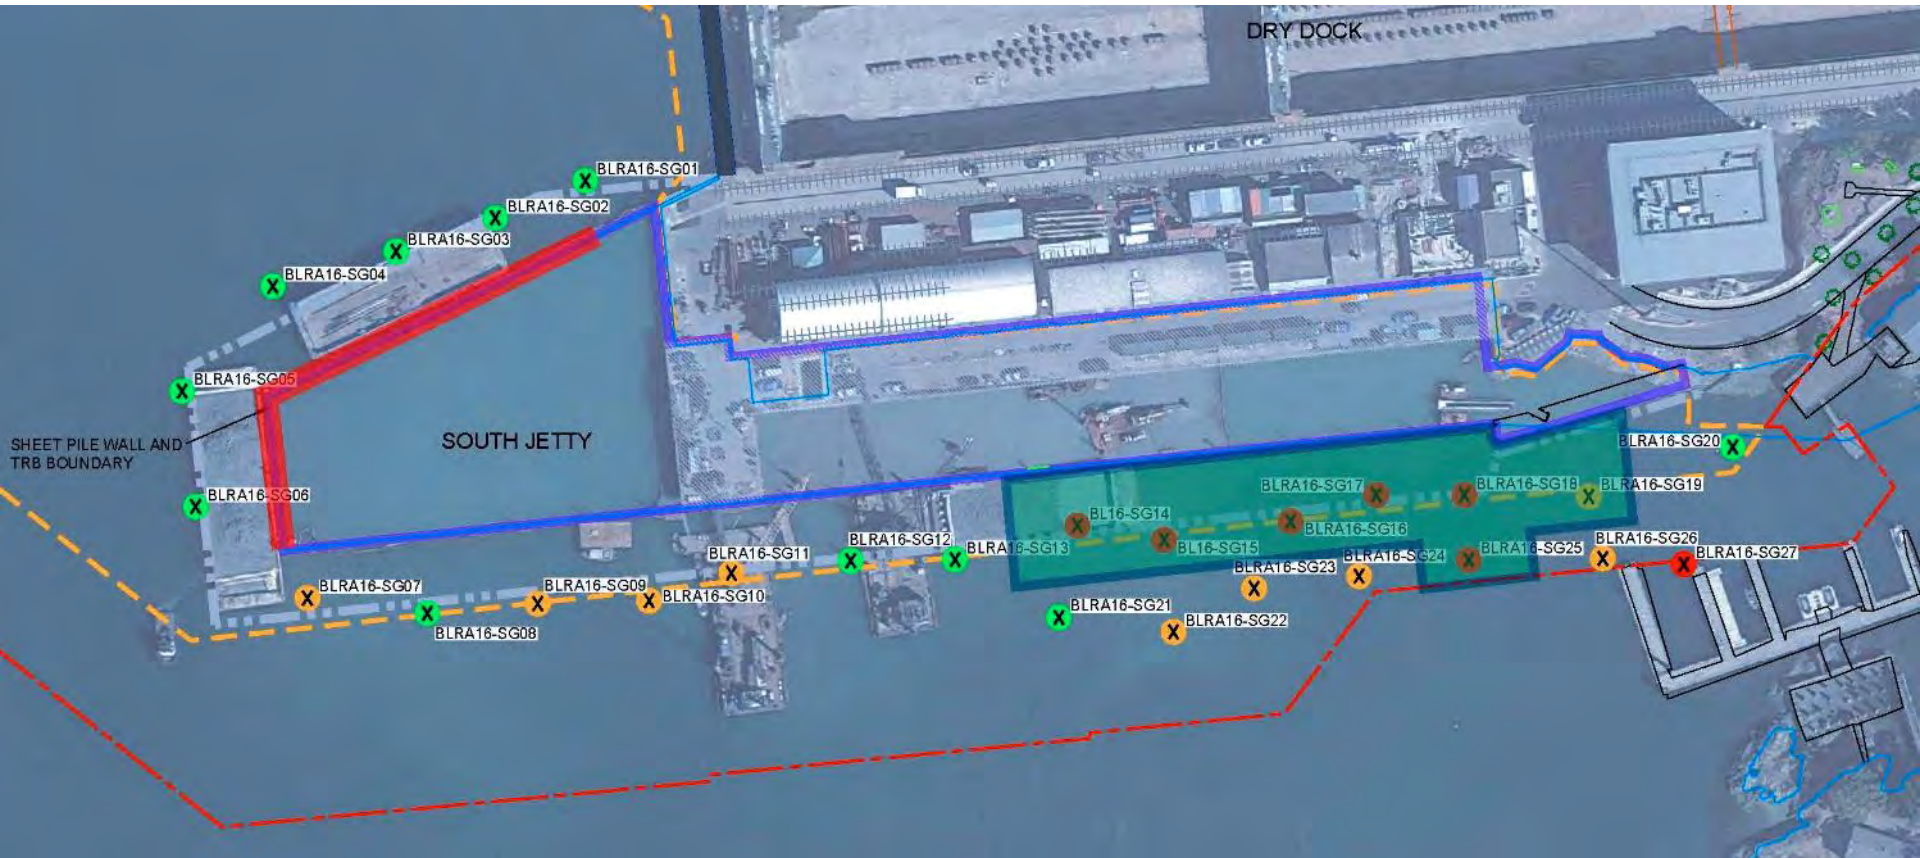 DRY DOCK
BLRA16-SG01
BLRA16-SG02
BLRA16-SG03
BLRA16-SG04
BLRA16-SG05
SHEET PILE WALL AND
TRB BOUNDARY
SOUTH JETTY
BLRA16-SG06
BLRA16-SG07
BLRA16-SG08
BLRA16-SG09
BLRA16-SG10
BLRA16-SG11
BLRA16-SG12
BLRA16-SG13
BL16-SG14
BL16-SG15
BLRA16-SG16
BLRA16-SG17
BLRA16-SG18
BLRA16-SG19
BLRA16-SG20
BLRA16-SG21
BLRA16-SG22
BLRA16-SG23
BLRA16-SG24
BLRA16-SG25
BLRA16-SG26
BLRA16-SG27